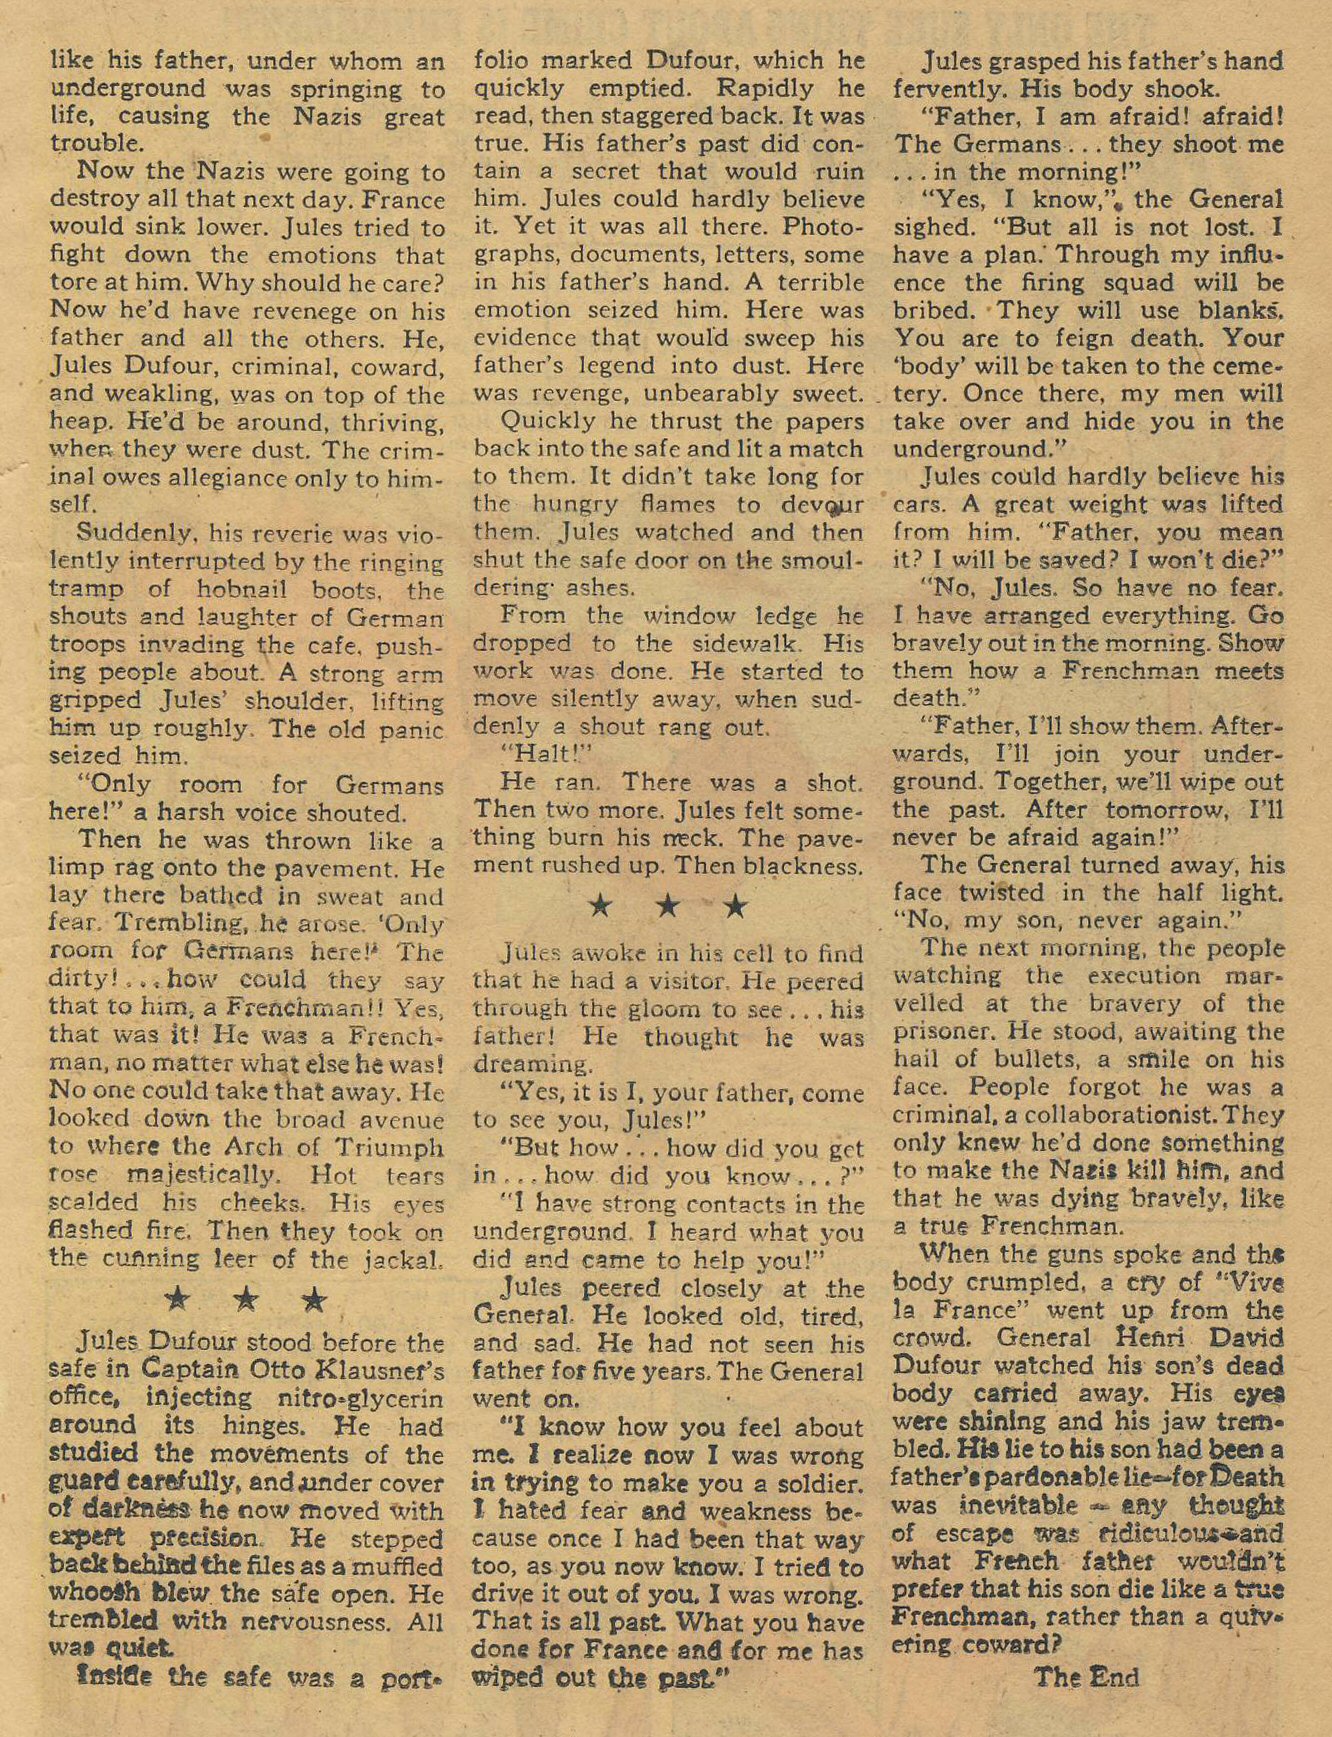 like his father, under whom an
underground was springing to
life, causing the Nazis great
trouble.
Now the Nazis were going to
destroy all that next day. France
would sink lower. Jules tried to
fight down the emotions that
tore at him. Why should he care?
Now he'd have revenege on his
father and all the others. He,
Jules Dufour, criminal, coward,
and weakling, was on top of the
heap. He'd be around, thriving,
when they were dust. The crim-
inal owes allegiance only to him-
self.
Suddenly, his reverie was vio-
lently interrupted by the ringing
tramp of hobnail boots, the
shouts and laughter of German
troops invading the cafe, push-
ing people about. A strong arm
gripped Jules' shoulder, lifting
him up roughly. The old panic
seized him.
"Only room for Germans
here!" a harsh voice shouted.
Then he was thrown like a
limp rag onto the pavement. He
lay there bathed in sweat and
fear. Trembling, he arose. 'Only
room for Germans here!' The
dirty! . . . how could they say
that to him, a Frenchman!! Yes,
that was it! He was a French-
man, no matter what else he was!
No one could take that away. He
looked down the broad avenue
to where the Arch of Triumph
rose majestically. Hot tears
scalded his cheeks. His eyes
flashed fire. Then they took on
the cunning leer of the jackal.
★ ★ ★
Jules Dufour stood before the
safe in Captain Otto Klausner's
office, injecting nitro-glycerin
around its hinges. He had
studied the movements of the
guard carefully, and under cover
of darkness he now moved with
expert precision. He stepped
back behind the files as a muffled
whoosh blew the safe open. He
trembled with nervousness. All
was quiet.
Inside the safe was a port-
folio marked Dufour, which he
quickly emptied. Rapidly he
read, then staggered back. It was
true. His father's past did con-
tain a secret that would ruin
him. Jules could hardly believe
it. Yet it was all there. Photo-
graphs, documents, letters, some
in his father's hand. A terrible
emotion seized him. Here was
evidence that would sweep his
father's legend into dust. Here
was revenge, unbearably sweet.
Quickly he thrust the papers
back into the safe and lit a match
to them. It didn't take long for
the hungry flames to devour
them. Jules watched and then
shut the safe door on the smoul-
dering ashes.
From the window ledge he
dropped to the sidewalk. His
work was done. He started to
move silently away, when sud-
denly a shout rang out.
"Halt!"
He ran. There was a shot.
Then two more. Jules felt some-
thing burn his neck. The pave-
ment rushed up. Then blackness.
★ ★ ★
Jules awoke in his cell to find
that he had a visitor. He peered
through the gloom to see . . . his
father! He thought he was
dreaming.
"Yes, it is I, your father, come
to see you, Jules!"
"But how . . . how did you get
in . . . how did you know . . . ?"
"I have strong contacts in the
underground. I heard what you
did and came to help you!"
Jules peered closely at the
General. He looked old, tired,
and sad. He had not seen his
father for five years. The General
went on.
"I know how you feel about
me. I realize now I was wrong
in trying to make you a soldier.
I hated fear and weakness be-
cause once I had been that way
too, as you now know. I tried to
drive it out of you. I was wrong.
That is all past. What you have
done for France and for me has
wiped out the past."
Jules grasped his father's hand
fervently. His body shook.
"Father, I am afraid! afraid!
The Germans . . . they shoot me
. . . in the morning!"
"Yes, I know," the General
sighed. "But all is not lost. I
have a plan. Through my influ-
ence the firing squad will be
bribed. They will use blanks.
You are to feign death. Your
'body' will be taken to the ceme-
tery. Once there, my men will
take over and hide you in the
underground."
Jules could hardly believe his
ears. A great weight was lifted
from him. "Father, you mean
it? I will be saved? I won't die?"
"No, Jules. So have no fear.
I have arranged everything. Go
bravely out in the morning. Show
them how a Frenchman meets
death."
"Father, I'll show them. After-
wards, I'll join your under-
ground. Together, we'll wipe out
the past. After tomorrow, I'll
never be afraid again!"
The General turned away, his
face twisted in the half light.
"No, my son, never again."
The next morning, the people
watching the execution mar-
velled at the bravery of the
prisoner. He stood, awaiting the
hail of bullets, a smile on his
face. People forgot he was a
criminal, a collaborationist. They
only knew he'd done something
to make the Nazis kill him, and
that he was dying bravely, like
a true Frenchman.
When the guns spoke and the
body crumpled, a cry of "Vive
la France" went up from the
crowd. General Henri David
Dufour watched his son's dead
body carried away. His eyes
were shining and his jaw trem-
bled. His lie to his son had been a
father's pardonable lie—for Death
was inevitable — any thought
of escape was ridiculous—and
what French father wouldn't
prefer that his son die like a true
Frenchman, rather than a quiv-
ering coward?
The End